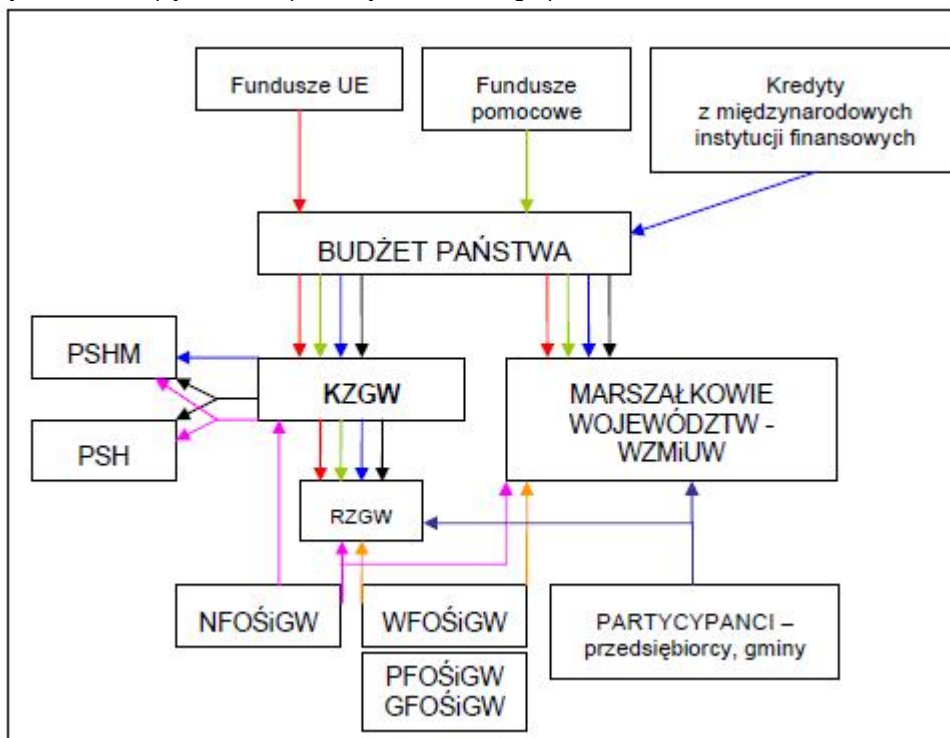 Fundusze UE
Fundusze
pomocowe
Kredyty
z międzynarodowych
instytucji finansowych
BUDŻET PAŃSTWA
PSHM
KZGW
MARSZAŁKOWIE
WOJEWÓDZTW -
WZMiUW
PSH
RZGW
NFOŚiGW
WFOŚiGW
PARTYCYPANCI –
przedsiębiorcy, gminy
PFOŚiGW
GFOŚiGW